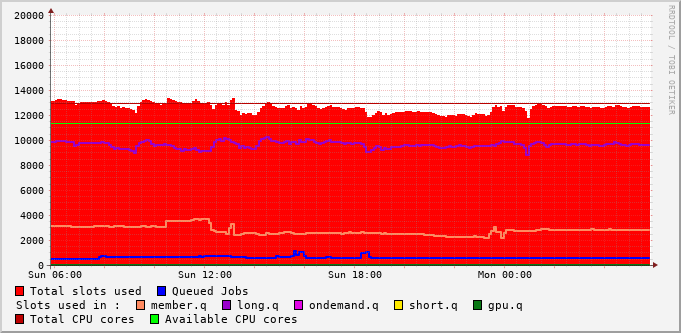 20000
18000
16000
14000
12000
10000
8000
6000
4000
2000
0
Sun 06:00 Sun 12:00 Sun 18:00 Mon 00:00
Total slots used Queued Jobs
Slots used in : member.q long.q ondemand.q short.q gpu.q
Total CPU cores Available CPU cores
RRDTOOL / TOBI OETIKER